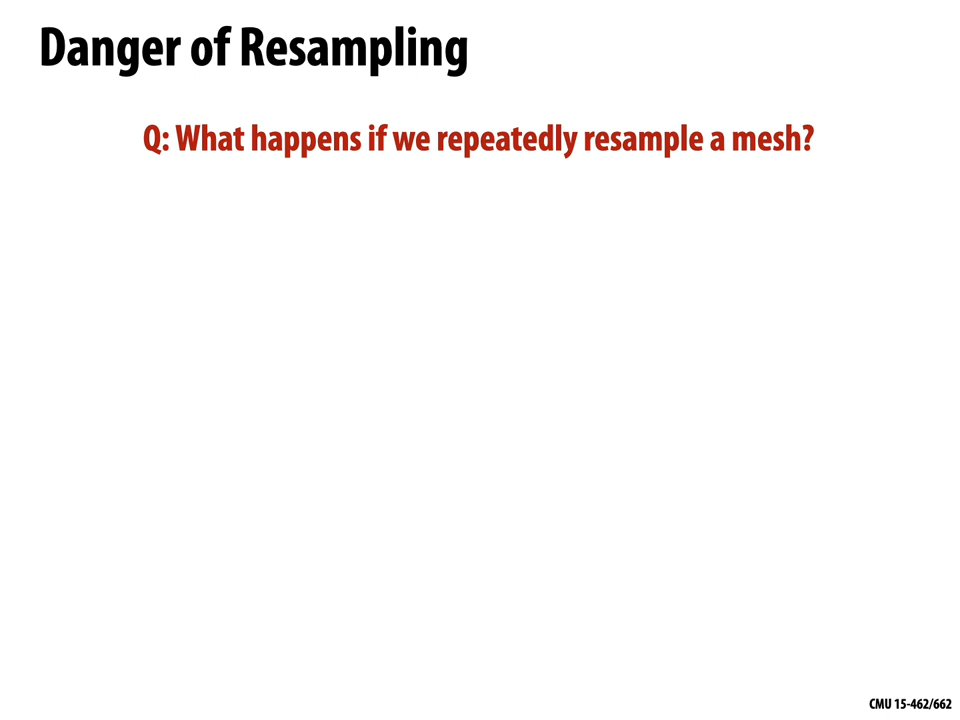 Danger of Resampling
Q: What happens if we repeatedly resample a mesh?
CMU 15-462/662